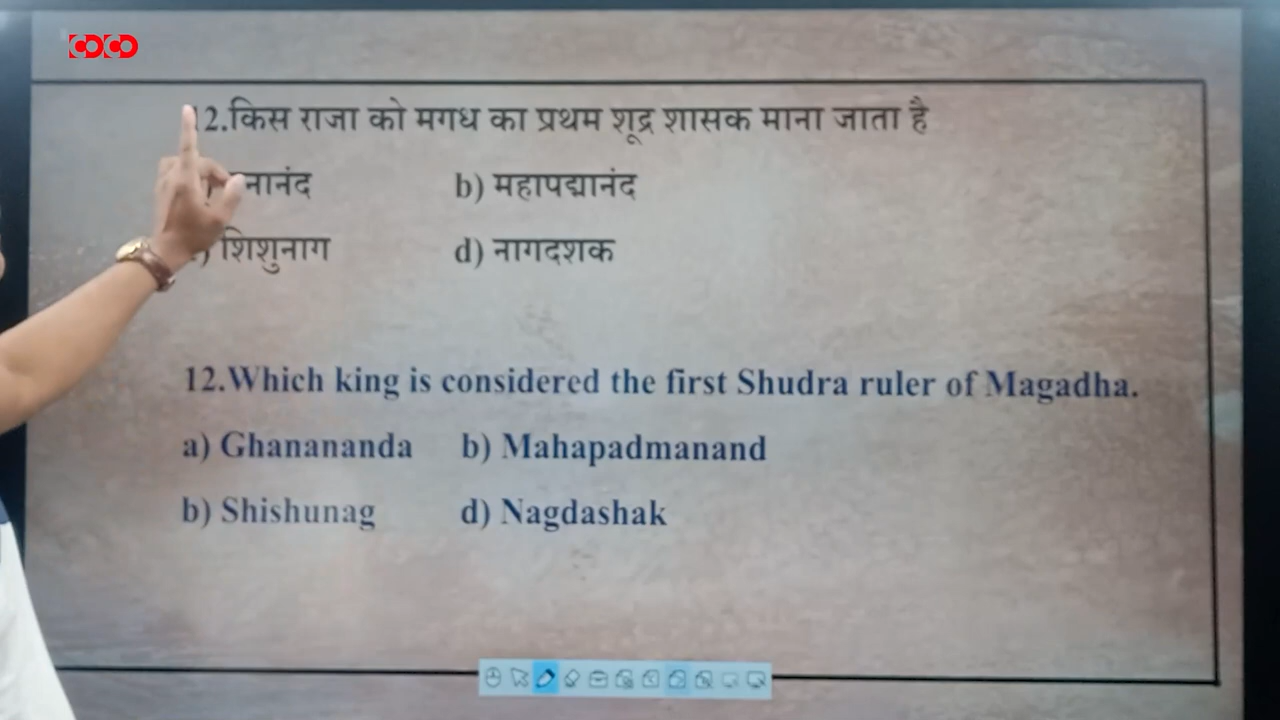 COCO
12.किस राजा को मगध का प्रथम शूद्र शासक माना जाता है
b) महापद्मानंद
शिशुनाग d) नागदशक
12.Which king is considered the first Shudra ruler of Magadha.
a) Ghanananda b) Mahapadmanand
b) Shishunag d) Nagdashak